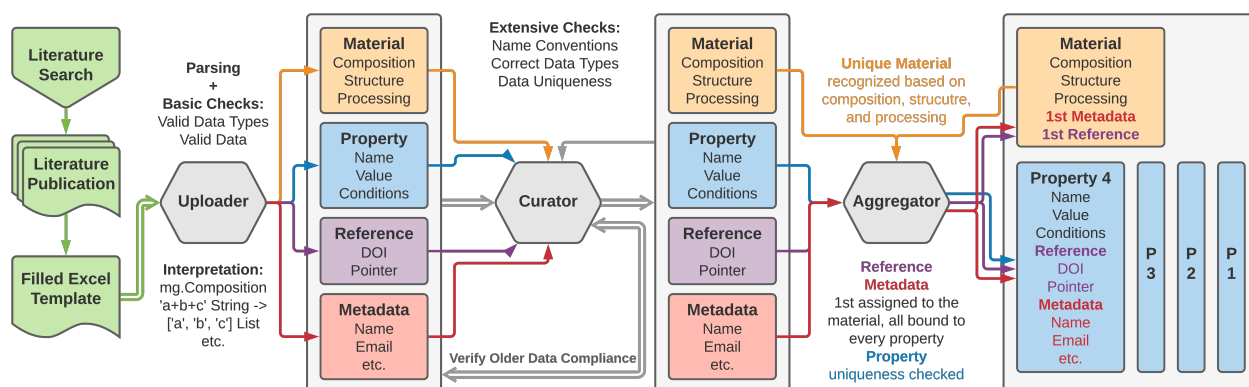 Literature
Search
Literature
Publication
Filled Excel
Template
Parsing
+
Basic Checks:
Valid Data Types
Valid Data
Uploader
Interpretation:
mg.Composition
'a+b+c' String ->
['a', 'b', 'c'] List
etc.
Material
Composition
Structure
Processing
Property
Name
Value
Conditions
Reference
DOI
Pointer
Metadata
Name
Email
etc.
Extensive Checks:
Name Conventions
Correct Data Types
Data Uniqueness
Curator
Verify Older Data Compliance
Material
Composition
Structure
Processing
Property
Name
Value
Conditions
Reference
DOI
Pointer
Metadata
Name
Email
etc.
Unique Material
recognized based on
composition, strucutre,
and processing
Aggregator
Reference
Metadata
1st assigned to the
material, all bound to
every property
Property
uniqueness checked
Material
Composition
Structure
Processing
1st Metadata
1st Reference
Property 4
Name
Value
Conditions
Reference
DOI
Pointer
Metadata
Name
Email
etc.
P
3
P
2
P
1